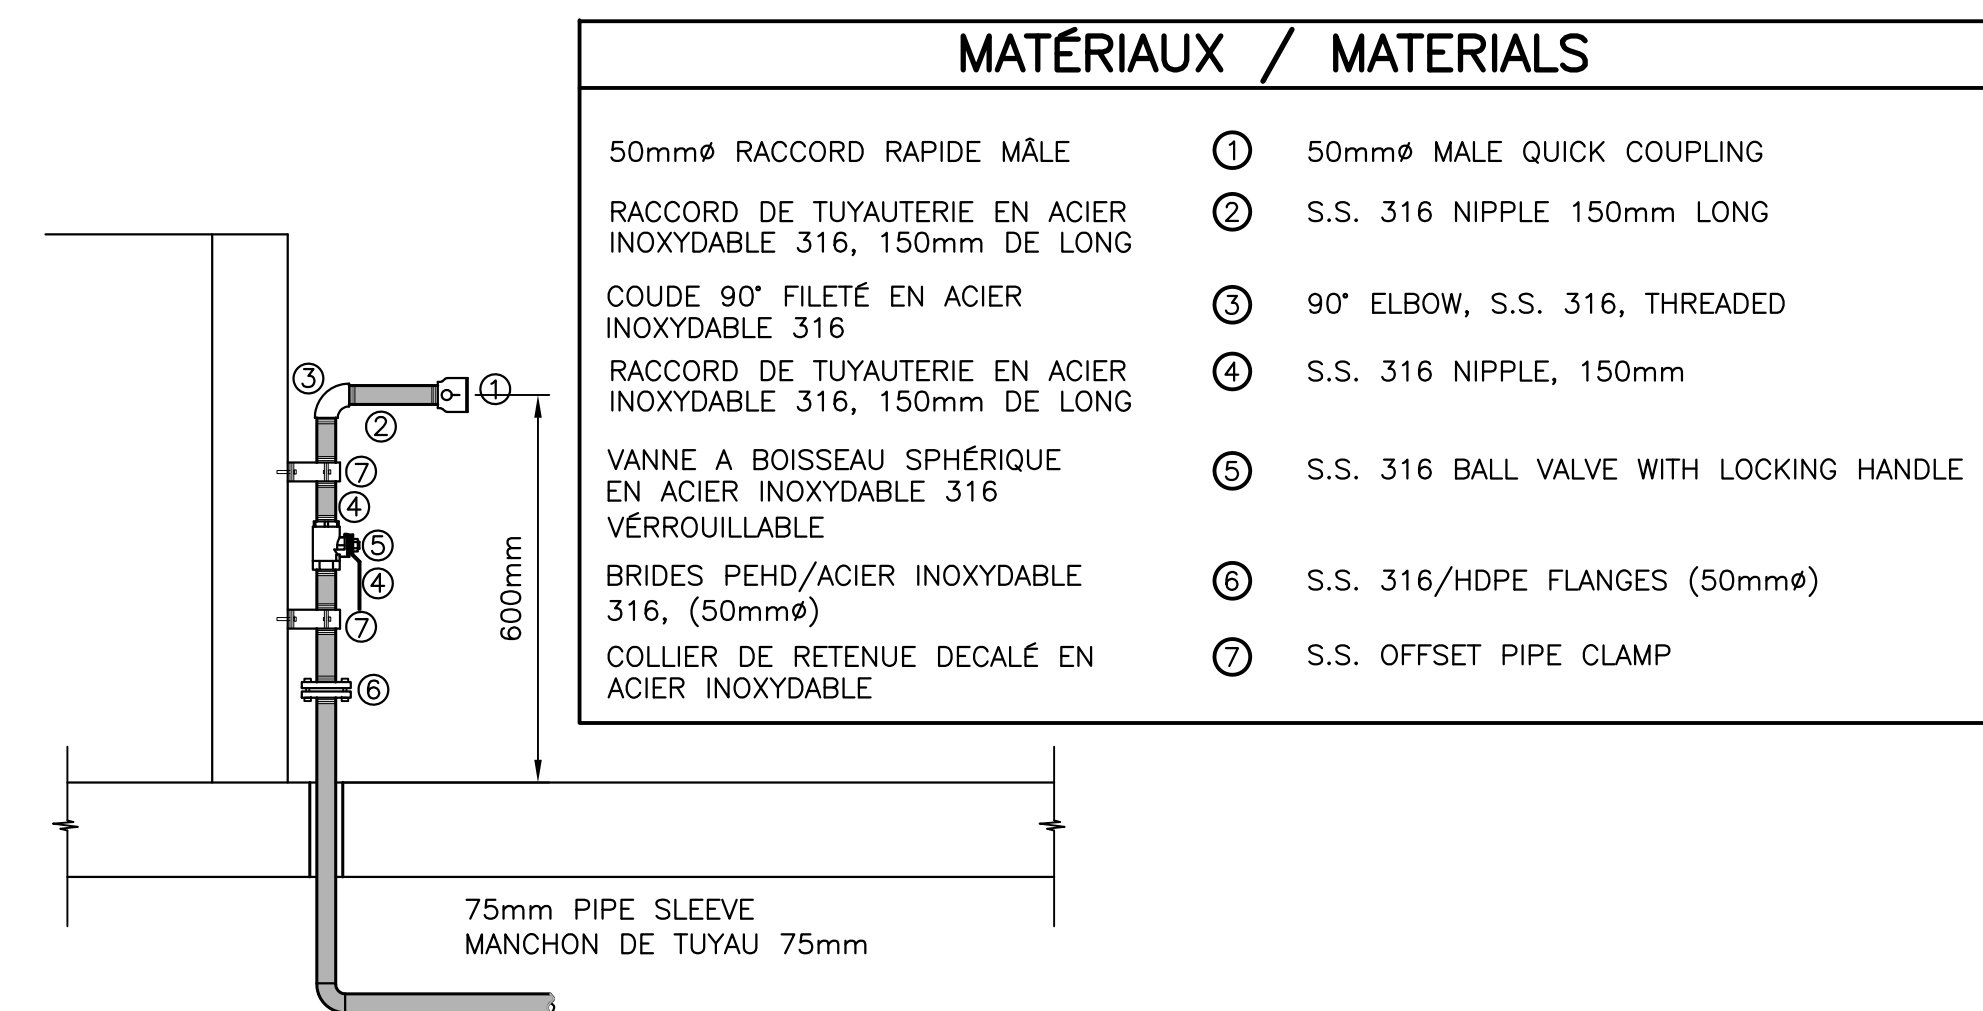 MATÉRIAUX / MATERIALS
50mmø RACCORD RAPIDE MÂLE
1
50mmø MALE QUICK COUPLING
RACCORD DE TUYAUTERIE EN ACIER
INOXYDABLE 316, 150mm DE LONG
2
S.S. 316 NIPPLE 150mm LONG
COUDE 90° FILETÉ EN ACIER
INOXYDABLE 316
3
90° ELBOW, S.S. 316, THREADED
RACCORD DE TUYAUTERIE EN ACIER
INOXYDABLE 316, 150mm DE LONG
4
S.S. 316 NIPPLE, 150mm
VANNE A BOISSEAU SPHÉRIQUE
EN ACIER INOXYDABLE 316
VÉRROUILLABLE
5
S.S. 316 BALL VALVE WITH LOCKING HANDLE
BRIDES PEHD/ACIER INOXYDABLE
316, (50mmø)
6
S.S. 316/HDPE FLANGES (50mmø)
COLLIER DE RETENUE DECALÉ EN
ACIER INOXYDABLE
7
S.S. OFFSET PIPE CLAMP
3
1
2
7
4
5
4
7
6
600mm
75mm PIPE SLEEVE
MANCHON DE TUYAU 75mm